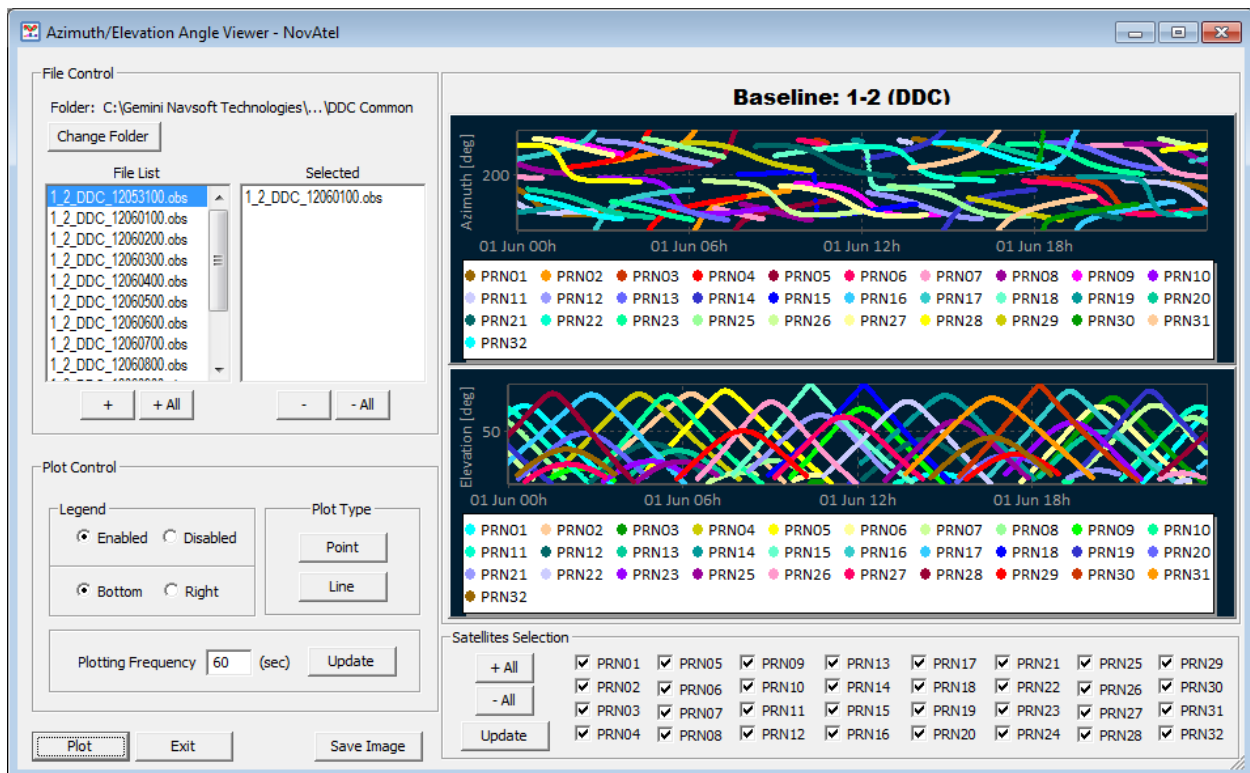 Azimuth/Elevation Angle Viewer - NovAtel
File Control
Folder: C:\Gemini Navsoft Technologies\...\DDC Common
Change Folder
File List
Selected
1_2_DDC_12053100.obs
1_2_DDC_12060100.obs
1_2_DDC_12060200.obs
1_2_DDC_12060300.obs
1_2_DDC_12060400.obs
1_2_DDC_12060500.obs
1_2_DDC_12060600.obs
1_2_DDC_12060700.obs
1_2_DDC_12060800.obs
1_2_DDC_12060100.obs
+
+ All
-
- All
Plot Control
Legend
Enabled
Disabled
Bottom
Right
Plot Type
Point
Line
Plotting Frequency 60 (sec)
Update
Plot
Exit
Save Image
Baseline: 1-2 (DDC)
Azimuth [deg]
200
01 Jun 00h 01 Jun 06h 01 Jun 12h 01 Jun 18h
PRN01 PRN02 PRN03 PRN04 PRN05 PRN06 PRN07 PRN08 PRN09 PRN10
PRN11 PRN12 PRN13 PRN14 PRN15 PRN16 PRN17 PRN18 PRN19 PRN20
PRN21 PRN22 PRN23 PRN25 PRN26 PRN27 PRN28 PRN29 PRN30 PRN31
PRN32
Elevation [deg]
50
01 Jun 00h 01 Jun 06h 01 Jun 12h 01 Jun 18h
PRN01 PRN02 PRN03 PRN04 PRN05 PRN06 PRN07 PRN08 PRN09 PRN10
PRN11 PRN12 PRN13 PRN14 PRN15 PRN16 PRN17 PRN18 PRN19 PRN20
PRN21 PRN22 PRN23 PRN25 PRN26 PRN27 PRN28 PRN29 PRN30 PRN31
PRN32
Satellites Selection
+ All
- All
Update
PRN01 PRN05 PRN09 PRN13 PRN17 PRN21 PRN25 PRN29
PRN02 PRN06 PRN10 PRN14 PRN18 PRN22 PRN26 PRN30
PRN03 PRN07 PRN11 PRN15 PRN19 PRN23 PRN27 PRN31
PRN04 PRN08 PRN12 PRN16 PRN20 PRN24 PRN28 PRN32